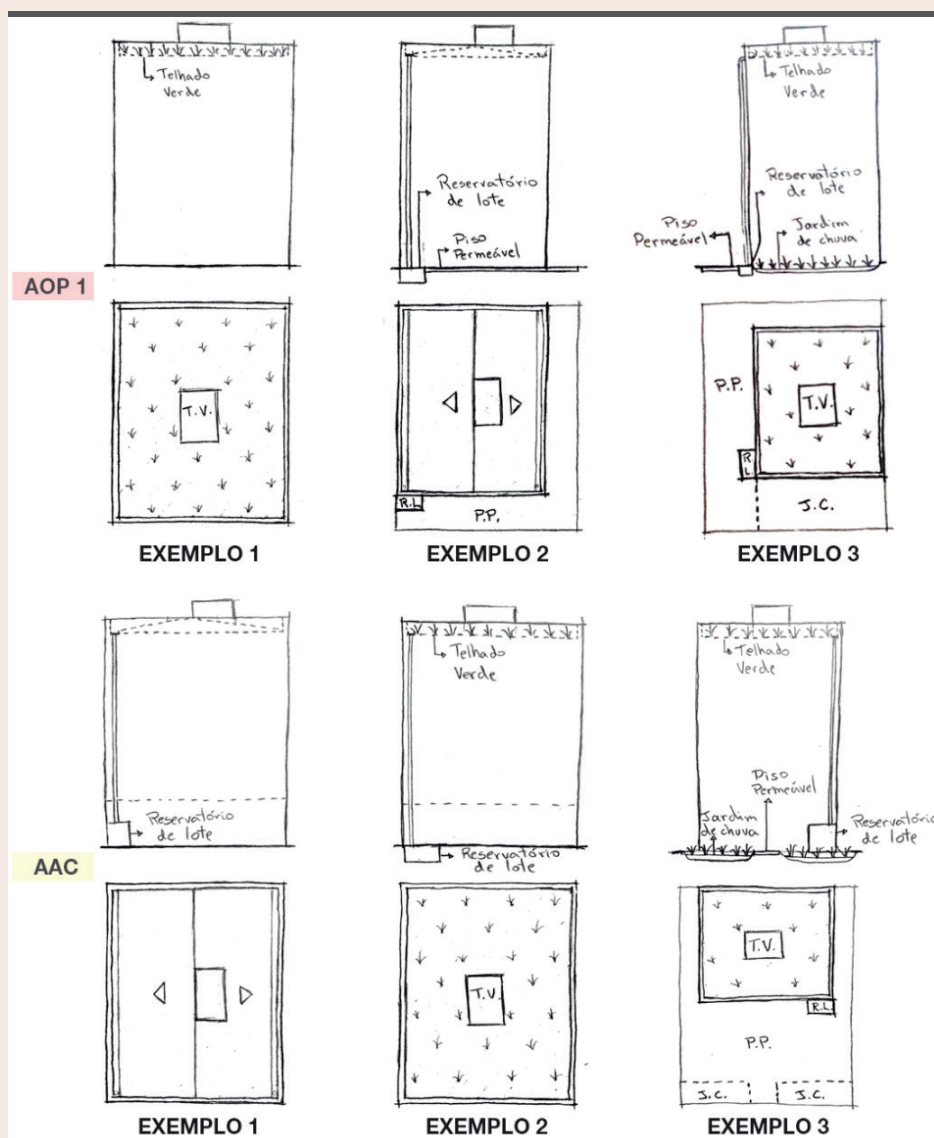 Telhado
Verde
Reservatório
de lote
Piso
Permeável
Telhado
Verde
Reservatório
de lote
Piso
Permeável
Jardim
de chuva
AOP 1
T.V.
R.L
P.P.
P.P.
T.V.
R
L
J.C.
EXEMPLO 1
EXEMPLO 2
EXEMPLO 3
Reservatório
de lote
Telhado
Verde
Reservatório
de lote
Telhado
Verde
Piso
Permeável
Jardim
de chuva
Reservatório
de lote
AAC
T.V.
T.V.
R.L
P.P.
J.C.
J.C.
EXEMPLO 1
EXEMPLO 2
EXEMPLO 3